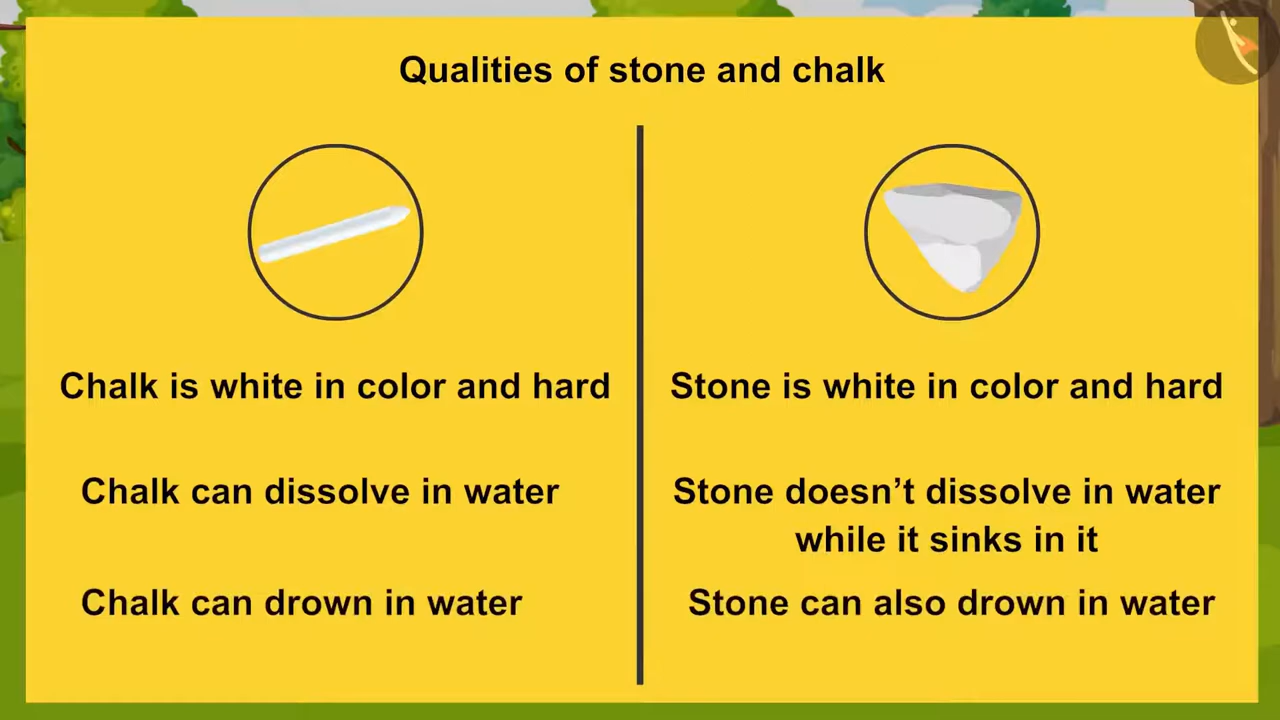 Qualities of stone and chalk
Chalk is white in color and hard
Chalk can dissolve in water
Chalk can drown in water
Stone is white in color and hard
Stone doesn’t dissolve in water
while it sinks in it
Stone can also drown in water